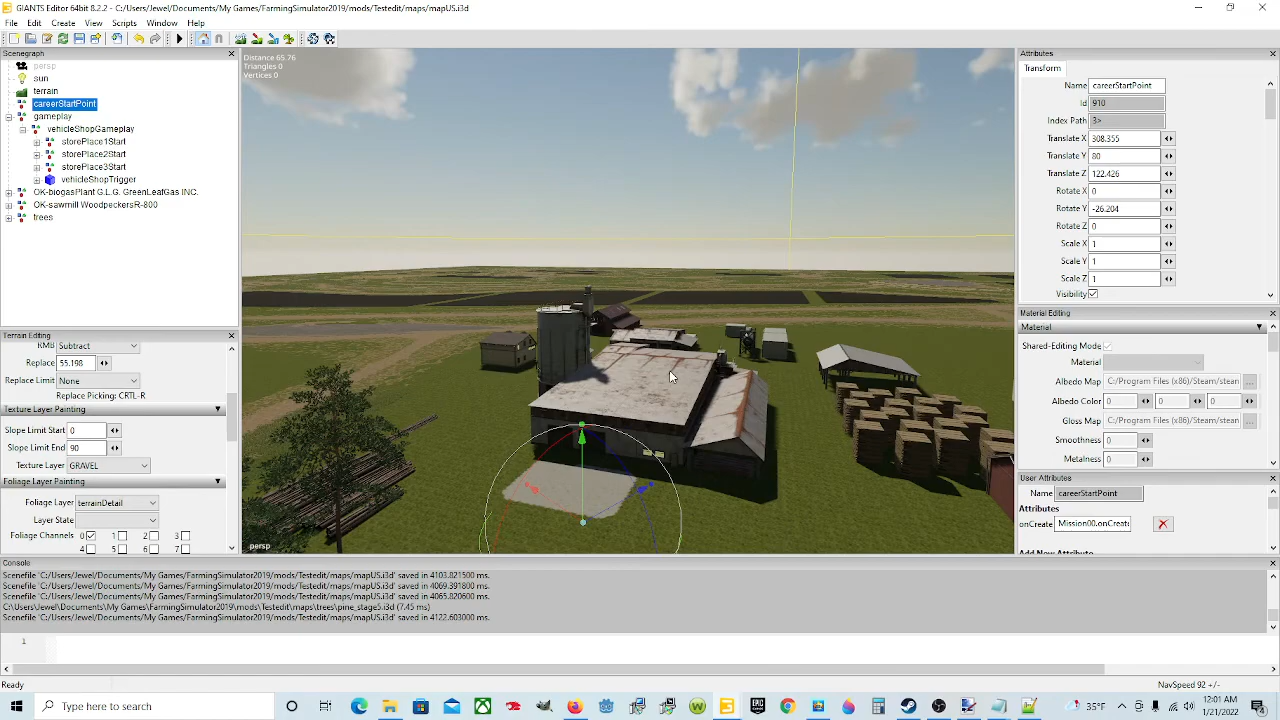 GIANTS Editor 64bit 8.2.2 - C:/Users/Jewel/Documents/My Games/FarmingSimulator2019/mods/Testedit/maps/mapUS.i3d
File Edit Create View Scripts Window Help
Scenegraph
persp
sun
terrain
careerStartPoint
gameplay
vehicleShopGameplay
storePlace1Start
storePlace2Start
storePlace3Start
vehicleShopTrigger
OK-biogasPlant G.L.G. GreenLeafGas INC.
OK-sawmill WoodpeckersR-800
trees
Terrain Editing
RMB Subtract
Replace 55.198
Replace Limit None
Replace Picking: CRTL-R
Texture Layer Painting
Slope Limit Start 0
Slope Limit End 90
Texture Layer GRAVEL
Foliage Layer Painting
Foliage Layer terrainDetail
Layer State
Foliage Channels 0 1 2 3
4 5 6 7
Distance 65.76
Triangles 0
Vertices 0
persp
Attributes
Transform
Name careerStartPoint
Id 910
Index Path 3>
Translate X 308.355
Translate Y 80
Translate Z 122.426
Rotate X 0
Rotate Y -26.204
Rotate Z 0
Scale X 1
Scale Y 1
Scale Z 1
Visibility
Material Editing
Material
Shared-Editing Mode
Material
Albedo Map C:/Program Files (x86)/Steam/stean ...
Albedo Color 0 0 0
Gloss Map C:/Program Files (x86)/Steam/stean ...
Smoothness 0
Metalness 0
User Attributes
Name careerStartPoint
Attributes
onCreate Mission00.onCreate
Add New Attribute
Console
Scenefile 'C:/Users/Jewel/Documents/My Games/FarmingSimulator2019/mods/Testedit/maps/mapUS.i3d' saved in 4103.821500 ms.
Scenefile 'C:/Users/Jewel/Documents/My Games/FarmingSimulator2019/mods/Testedit/maps/mapUS.i3d' saved in 4069.391800 ms.
Scenefile 'C:/Users/Jewel/Documents/My Games/FarmingSimulator2019/mods/Testedit/maps/mapUS.i3d' saved in 4065.820600 ms.
C:\Users\Jewel\Documents\My Games\FarmingSimulator2019\mods\Testedit\maps\trees\pine_stage5.i3d (7.45 ms)
Scenefile 'C:/Users/Jewel/Documents/My Games/FarmingSimulator2019/mods/Testedit/maps/mapUS.i3d' saved in 4122.603000 ms.
1
Ready
NavSpeed 92 +/-
Type here to search
35°F
12:01 AM
1/21/2022
4